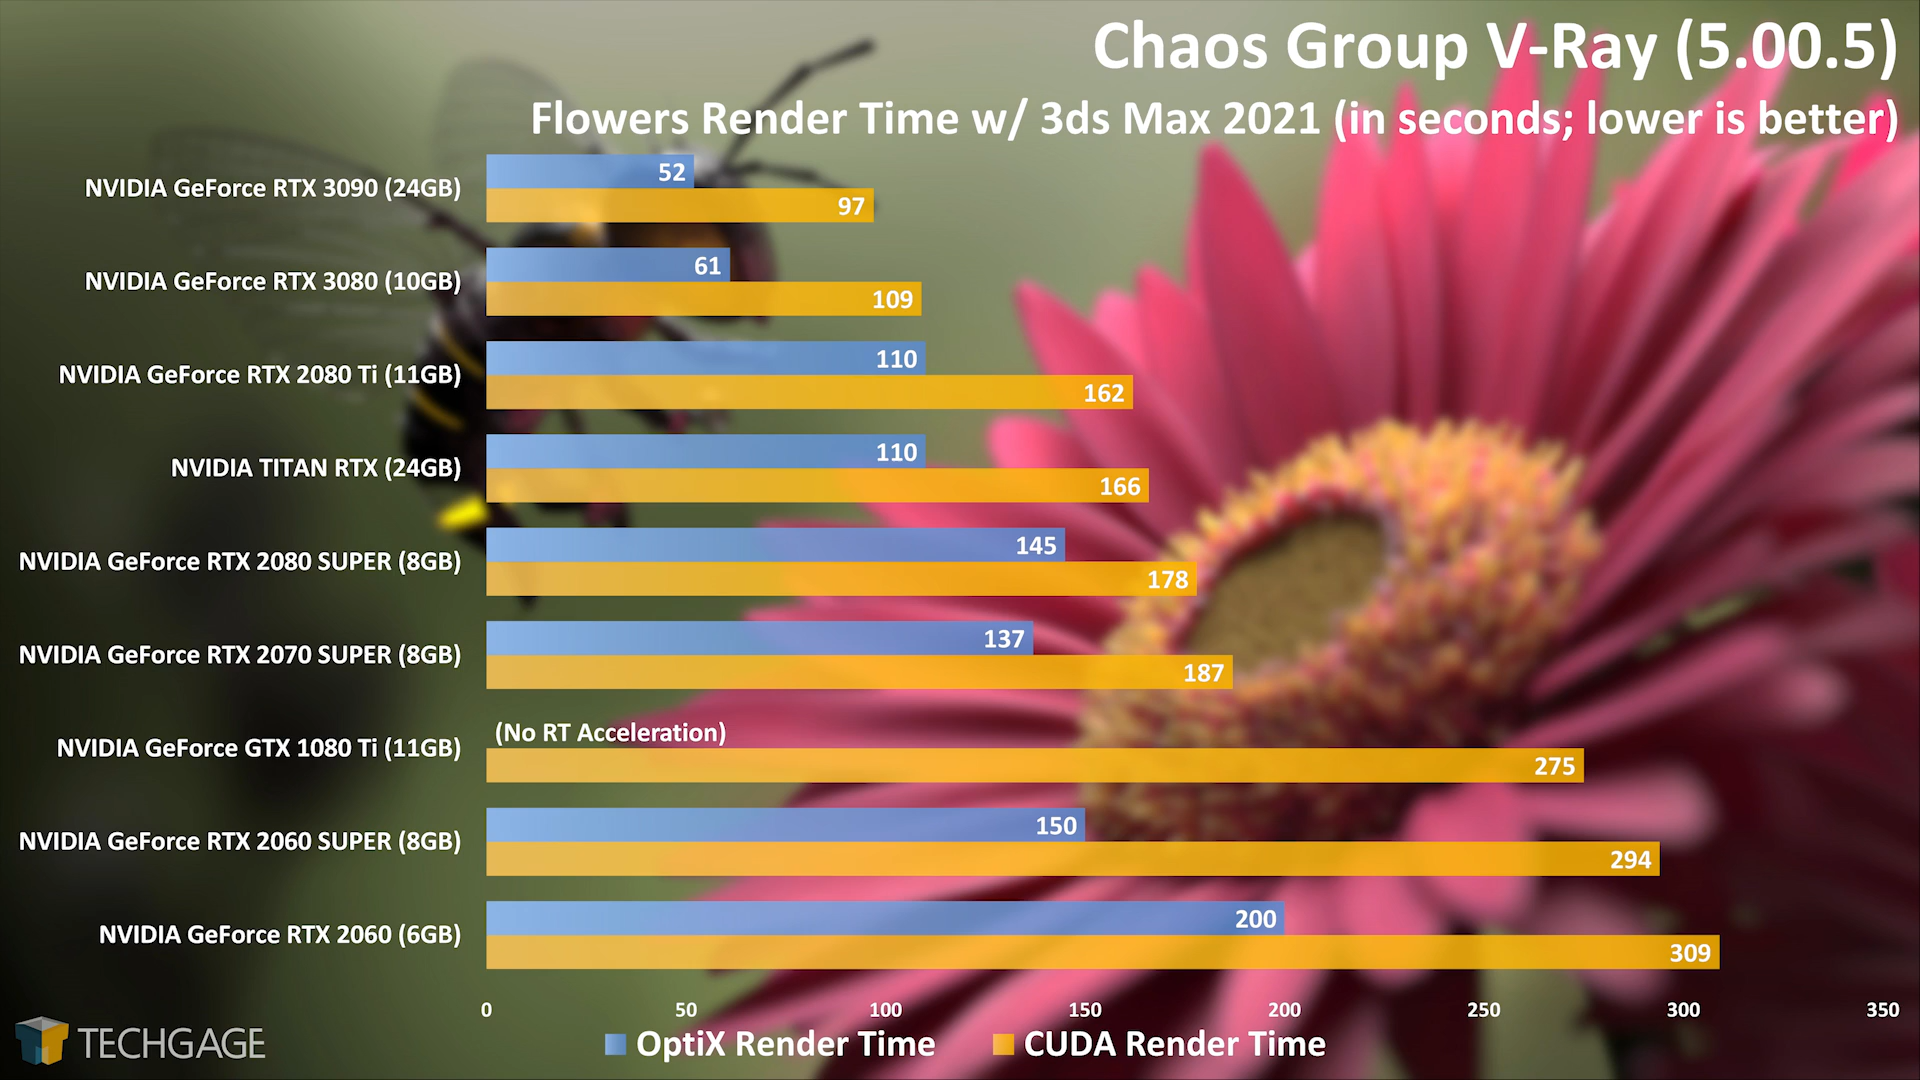 Chaos Group V-Ray (5.00.5)
Flowers Render Time w/ 3ds Max 2021 (in seconds; lower is better)
NVIDIA GeForce RTX 3090 (24GB)
52
97
NVIDIA GeForce RTX 3080 (10GB)
61
109
NVIDIA GeForce RTX 2080 Ti (11GB)
110
162
NVIDIA TITAN RTX (24GB)
110
166
NVIDIA GeForce RTX 2080 SUPER (8GB)
145
178
NVIDIA GeForce RTX 2070 SUPER (8GB)
137
187
NVIDIA GeForce GTX 1080 Ti (11GB)
(No RT Acceleration)
275
NVIDIA GeForce RTX 2060 SUPER (8GB)
150
294
NVIDIA GeForce RTX 2060 (6GB)
200
309
0 50 100 150 200 250 300 350
OptiX Render Time CUDA Render Time
TECHGAGE